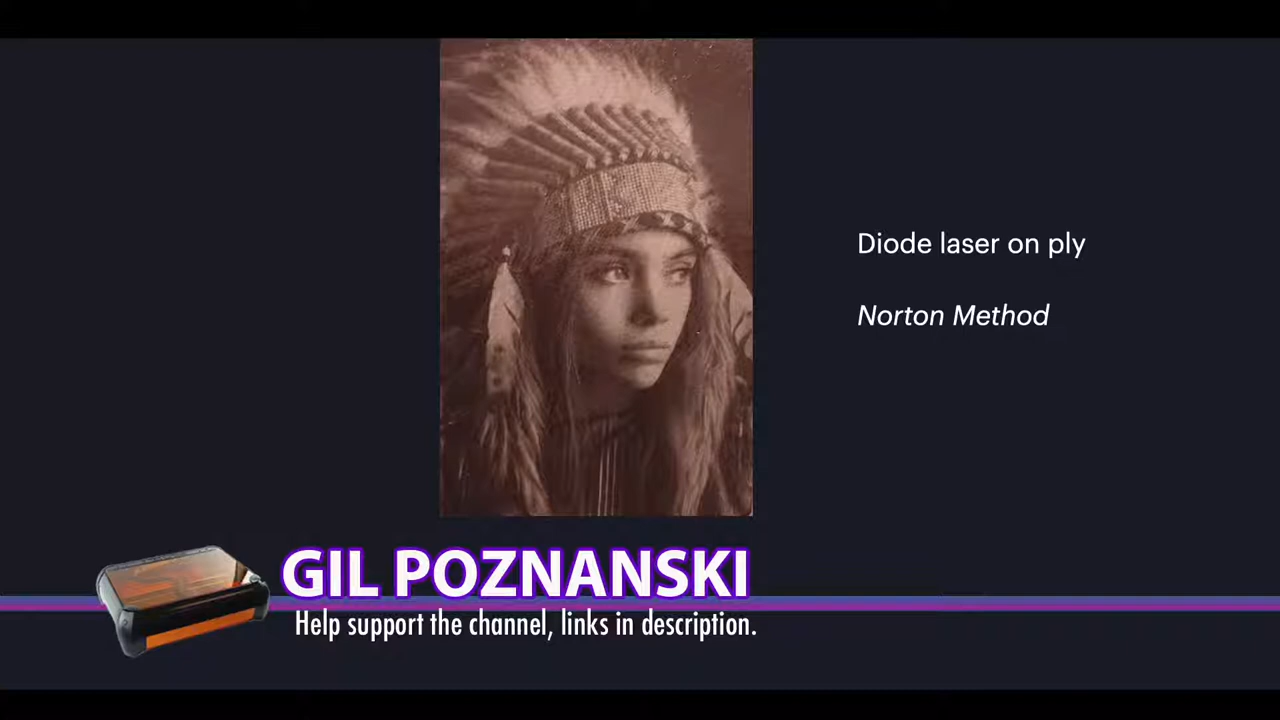 Diode laser on ply
Norton Method
GIL POZNANSKI
Help support the channel, links in description.